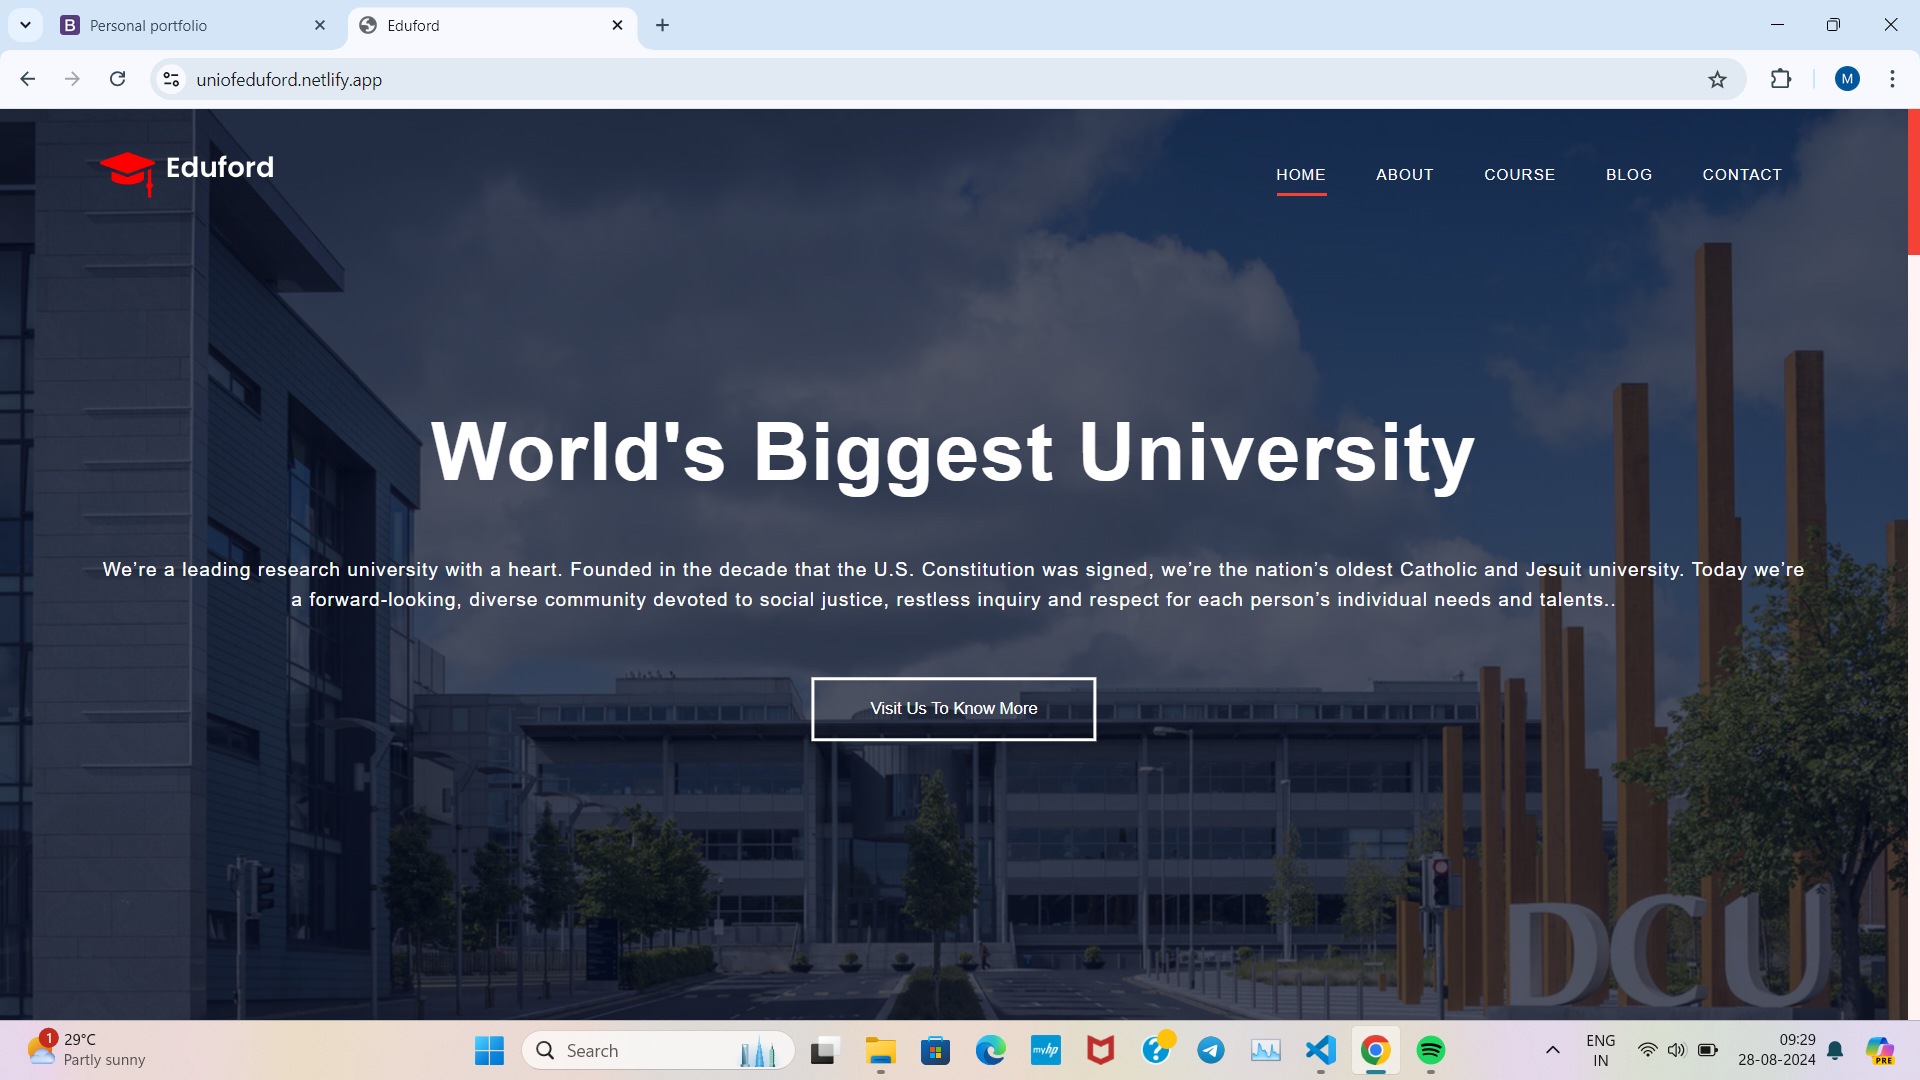 B Personal portfolio
Eduford
uniofeduford.netlify.app
M
Eduford
HOME
ABOUT
COURSE
BLOG
CONTACT
World's Biggest University
We’re a leading research university with a heart. Founded in the decade that the U.S. Constitution was signed, we’re the nation’s oldest Catholic and Jesuit university. Today we’re
a forward-looking, diverse community devoted to social justice, restless inquiry and respect for each person’s individual needs and talents..
Visit Us To Know More
DCU
1
29°C
Partly sunny
Search
myhp
?
ENG
IN
09:29
28-08-2024
PRE